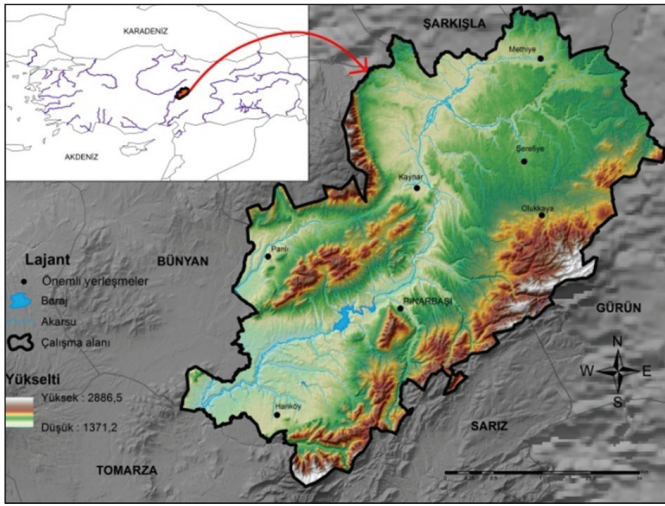 KARADENİZ
AKDENİZ
ŞARKIŞLA
Methiye
Şerefiye
Kaynar
Olukkaya
Panlı
BÜNYAN
PINARBAŞI
GÜRÜN
Hanköy
SARIZ
TOMARZA
Lajant
Önemli yerleşmeler
Baraj
Akarsu
Çalışma alanı
Yükselti
Yüksek : 2886,5
Düşük : 1371,2
N
W E
S